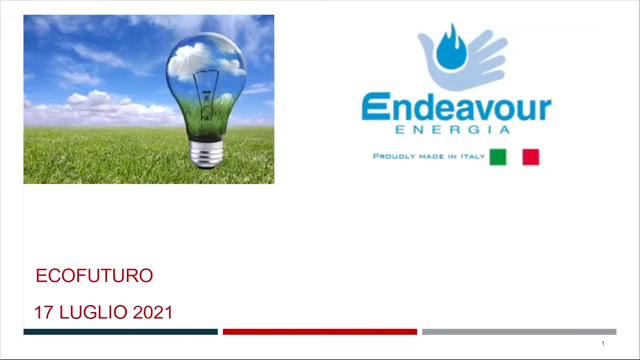 Endeavour
ENERGIA
PROUDLY MADE IN ITALY
ECOFUTURO
17 LUGLIO 2021
1